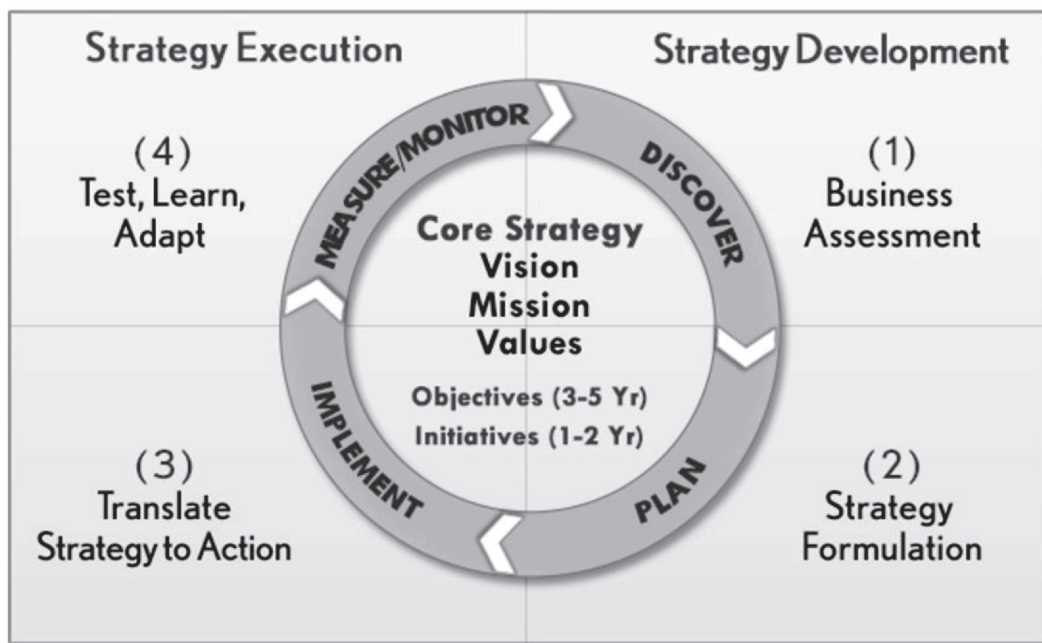 Strategy Execution
Strategy Development
(4)
Test, Learn,
Adapt
MEASURE/MONITOR
DISCOVER
(1)
Business
Assessment
Core Strategy
Vision
Mission
Values
Objectives (3-5 Yr)
Initiatives (1-2 Yr)
(3)
Translate
Strategy to Action
IMPLEMENT
PLAN
(2)
Strategy
Formulation